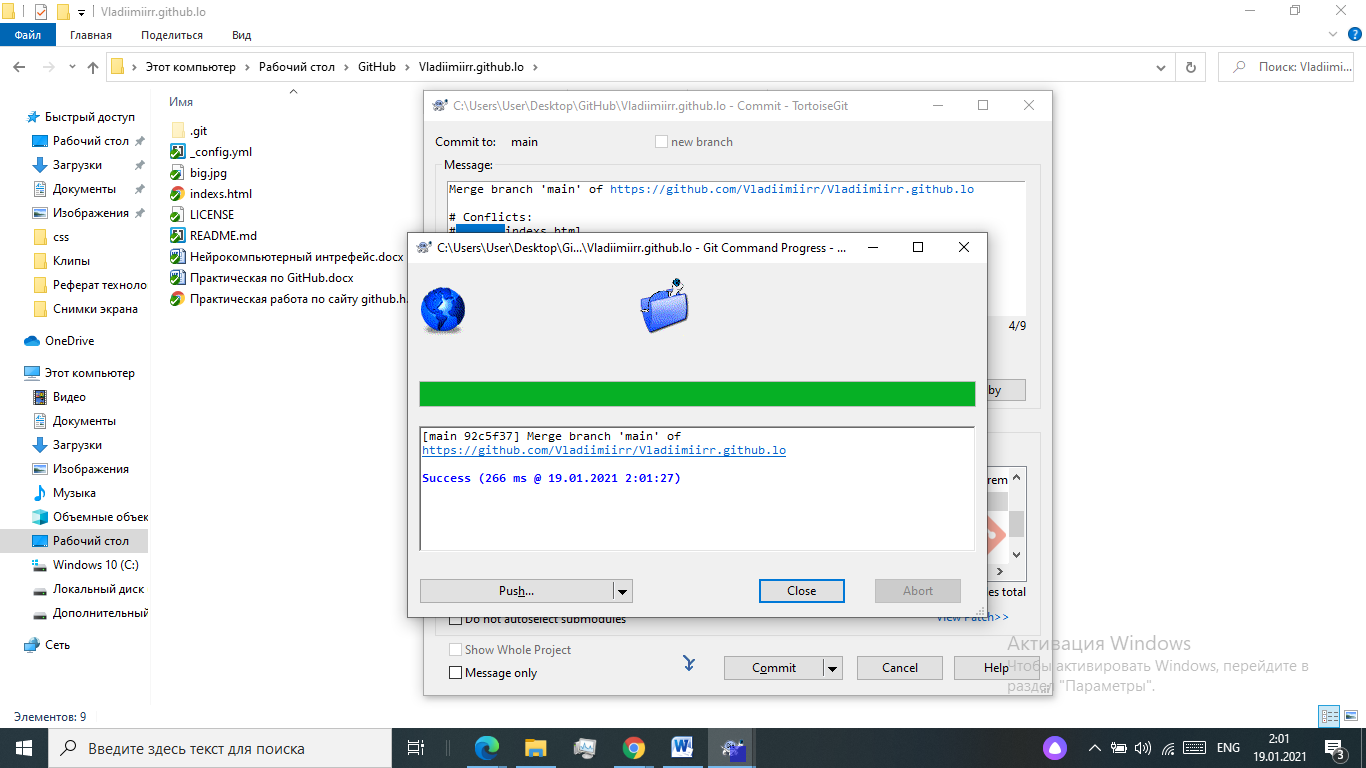 Vladiimiirr.github.lo
Файл Главная Поделиться Вид
Этот компьютер Рабочий стол GitHub Vladiimiirr.github.lo
Поиск: Vladiimi...
Быстрый доступ
Рабочий стол
Загрузки
Документы
Изображения
css
Клипы
Реферат техноло
Снимки экрана
OneDrive
Этот компьютер
Видео
Документы
Загрузки
Изображения
Музыка
Объемные объек
Рабочий стол
Windows 10 (C:)
Локальный диск
Дополнительный
Сеть
Имя
.git
_config.yml
big.jpg
indexs.html
LICENSE
README.md
Нейрокомпьютерный интрефейс.docx
Практическая по GitHub.docx
Практическая работа по сайту github.h
C:\Users\User\Desktop\GitHub\Vladiimiirr.github.lo - Commit - TortoiseGit
Commit to: main new branch
Message:
Merge branch 'main' of https://github.com/Vladiimiirr/Vladiimiirr.github.lo
# Conflicts:
# indexs.html
4/9
by
C:\Users\User\Desktop\Gi...\Vladiimiirr.github.lo - Git Command Progress - ...
[main 92c5f37] Merge branch 'main' of
https://github.com/Vladiimiirr/Vladiimiirr.github.lo
Success (266 ms @ 19.01.2021 2:01:27)
Push... Close Abort
rem
es total
Do not autoselect submodules
View Patch>>
Show Whole Project
Message only
Commit Cancel Help
Активация Windows
Чтобы активировать Windows, перейдите в
раздел "Параметры".
Элементов: 9
Введите здесь текст для поиска
ENG
2:01
19.01.2021
3